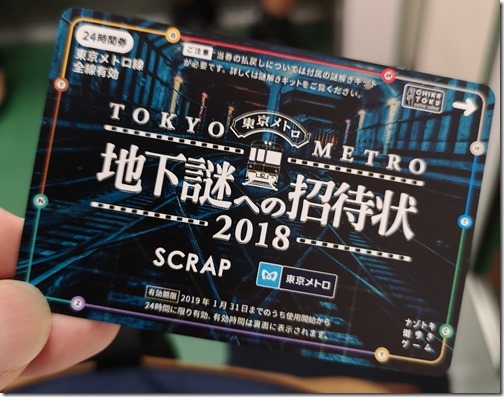 24時間券
東京メトロ線
全線有効
ご注意 当券の払戻しについては付属の謎解きキット
が必要です。詳しくは謎解きキットをご覧ください。
CHIKA
TOKU
東京メトロ
TOKYO METRO
地下謎への招待状
2018
SCRAP
東京メトロ
有効期限 2019年1月31日までのうち使用開始から
24時間に限り有効。有効時間は裏面に表示されます。
ナゾトキ
街歩き
ゲーム